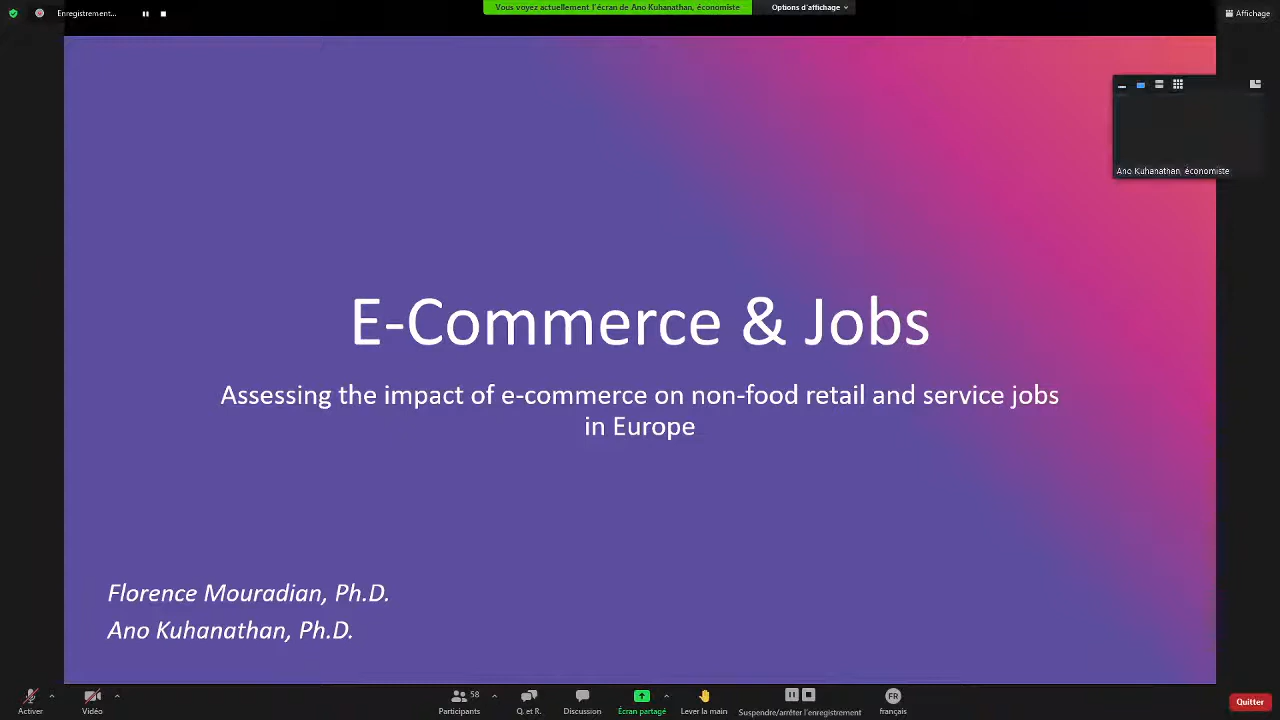 Enregistrement...
Vous voyez actuellement l'écran de Ano Kuhanathan, économiste
Options d'affichage
Affichage
Ano Kuhanathan, économiste
E-Commerce & Jobs
Assessing the impact of e-commerce on non-food retail and service jobs
in Europe
Florence Mouradian, Ph.D.
Ano Kuhanathan, Ph.D.
Activer
Vidéo
58
Participants
Q. et R.
Discussion
Écran partagé
Lever la main
Suspendre/arrêter l'enregistrement
FR
français
Quitter